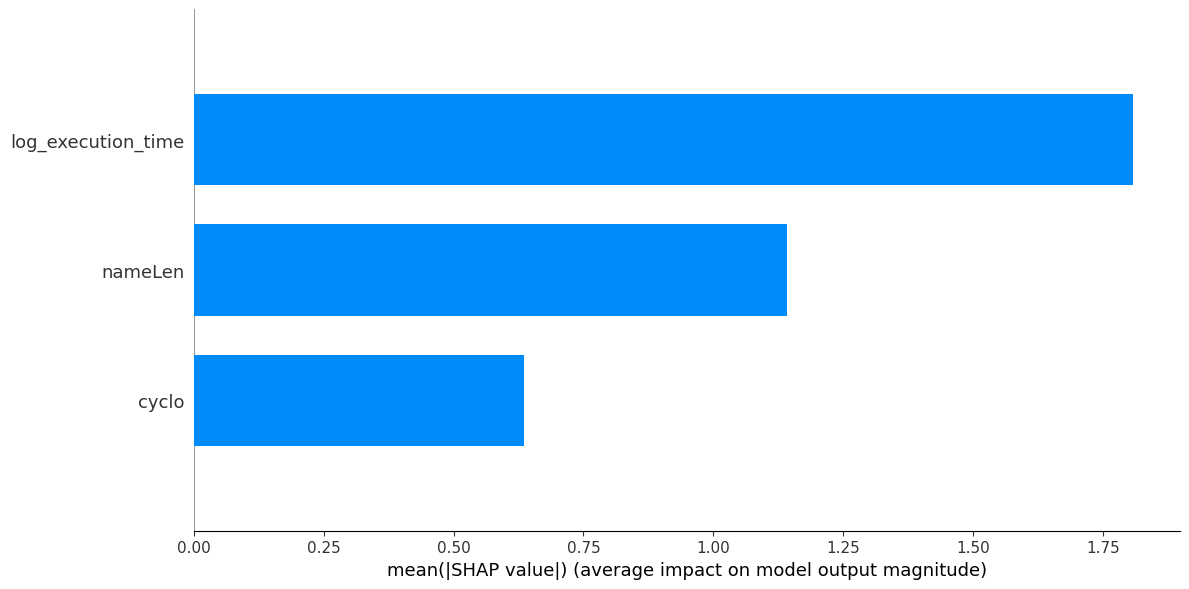 log_execution_time
nameLen
cyclo
0.00 0.25 0.50 0.75 1.00 1.25 1.50 1.75
mean(|SHAP value|) (average impact on model output magnitude)